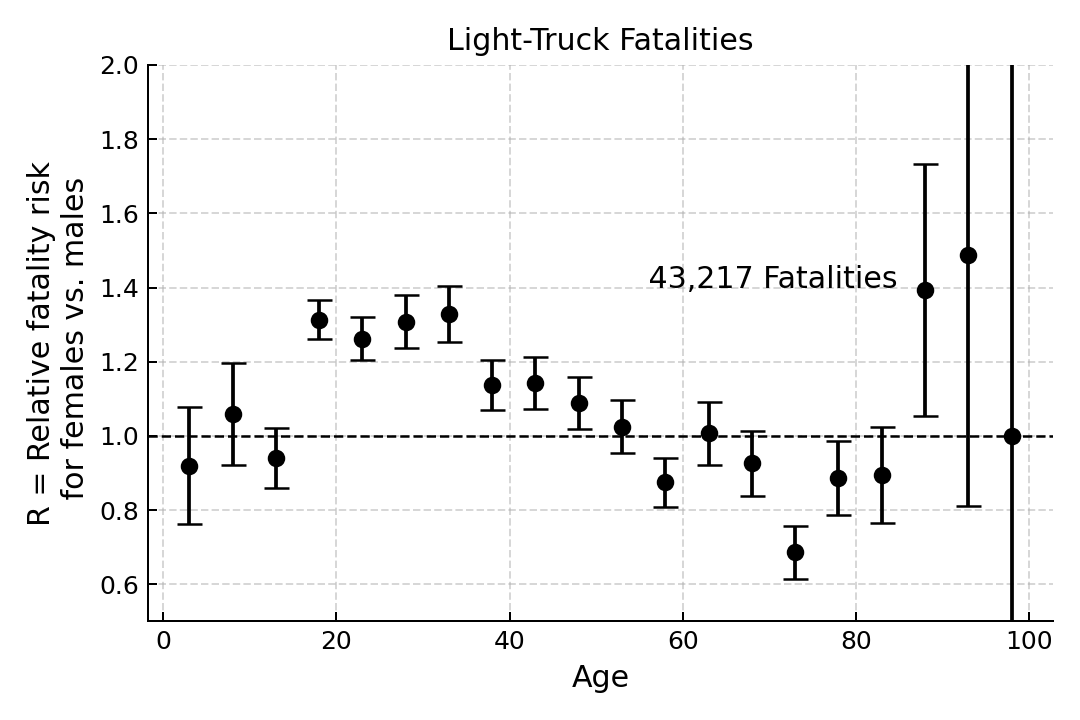 Light-Truck Fatalities
R = Relative fatality risk
for females vs. males
2.0
1.8
1.6
1.4
1.2
1.0
0.8
0.6
43,217 Fatalities
0
20
40
60
80
100
Age